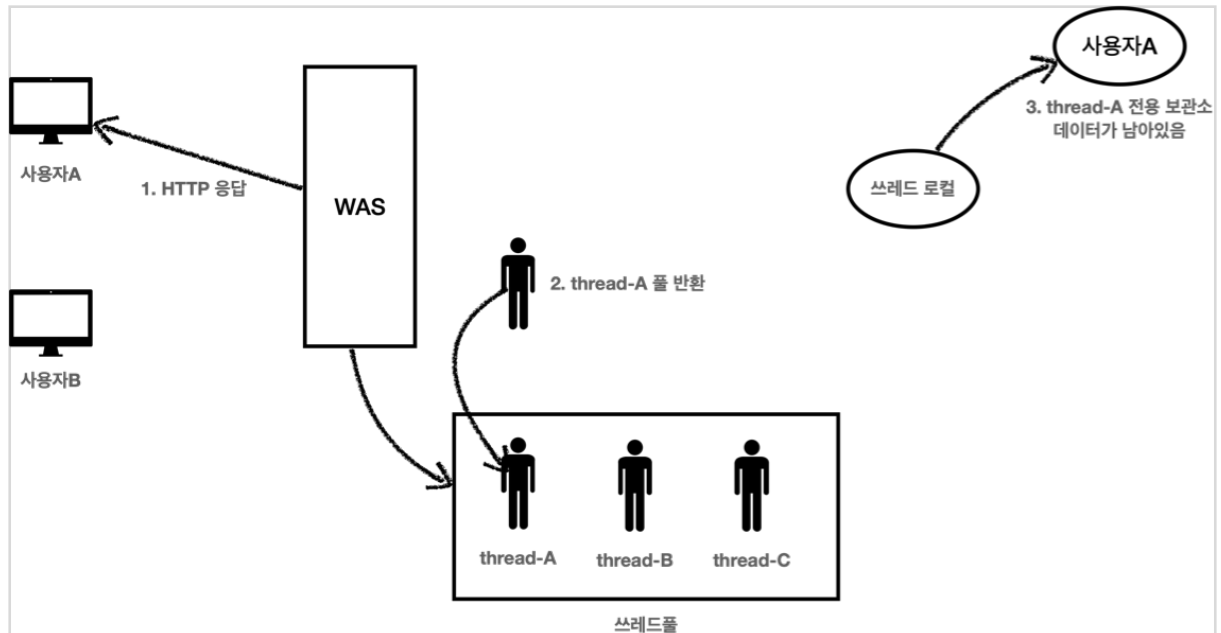 사용자A
3. thread-A 전용 보관소
데이터가 남아있음
쓰레드 로컬
사용자A
1. HTTP 응답
WAS
2. thread-A 풀 반환
사용자B
thread-A
thread-B
thread-C
쓰레드풀